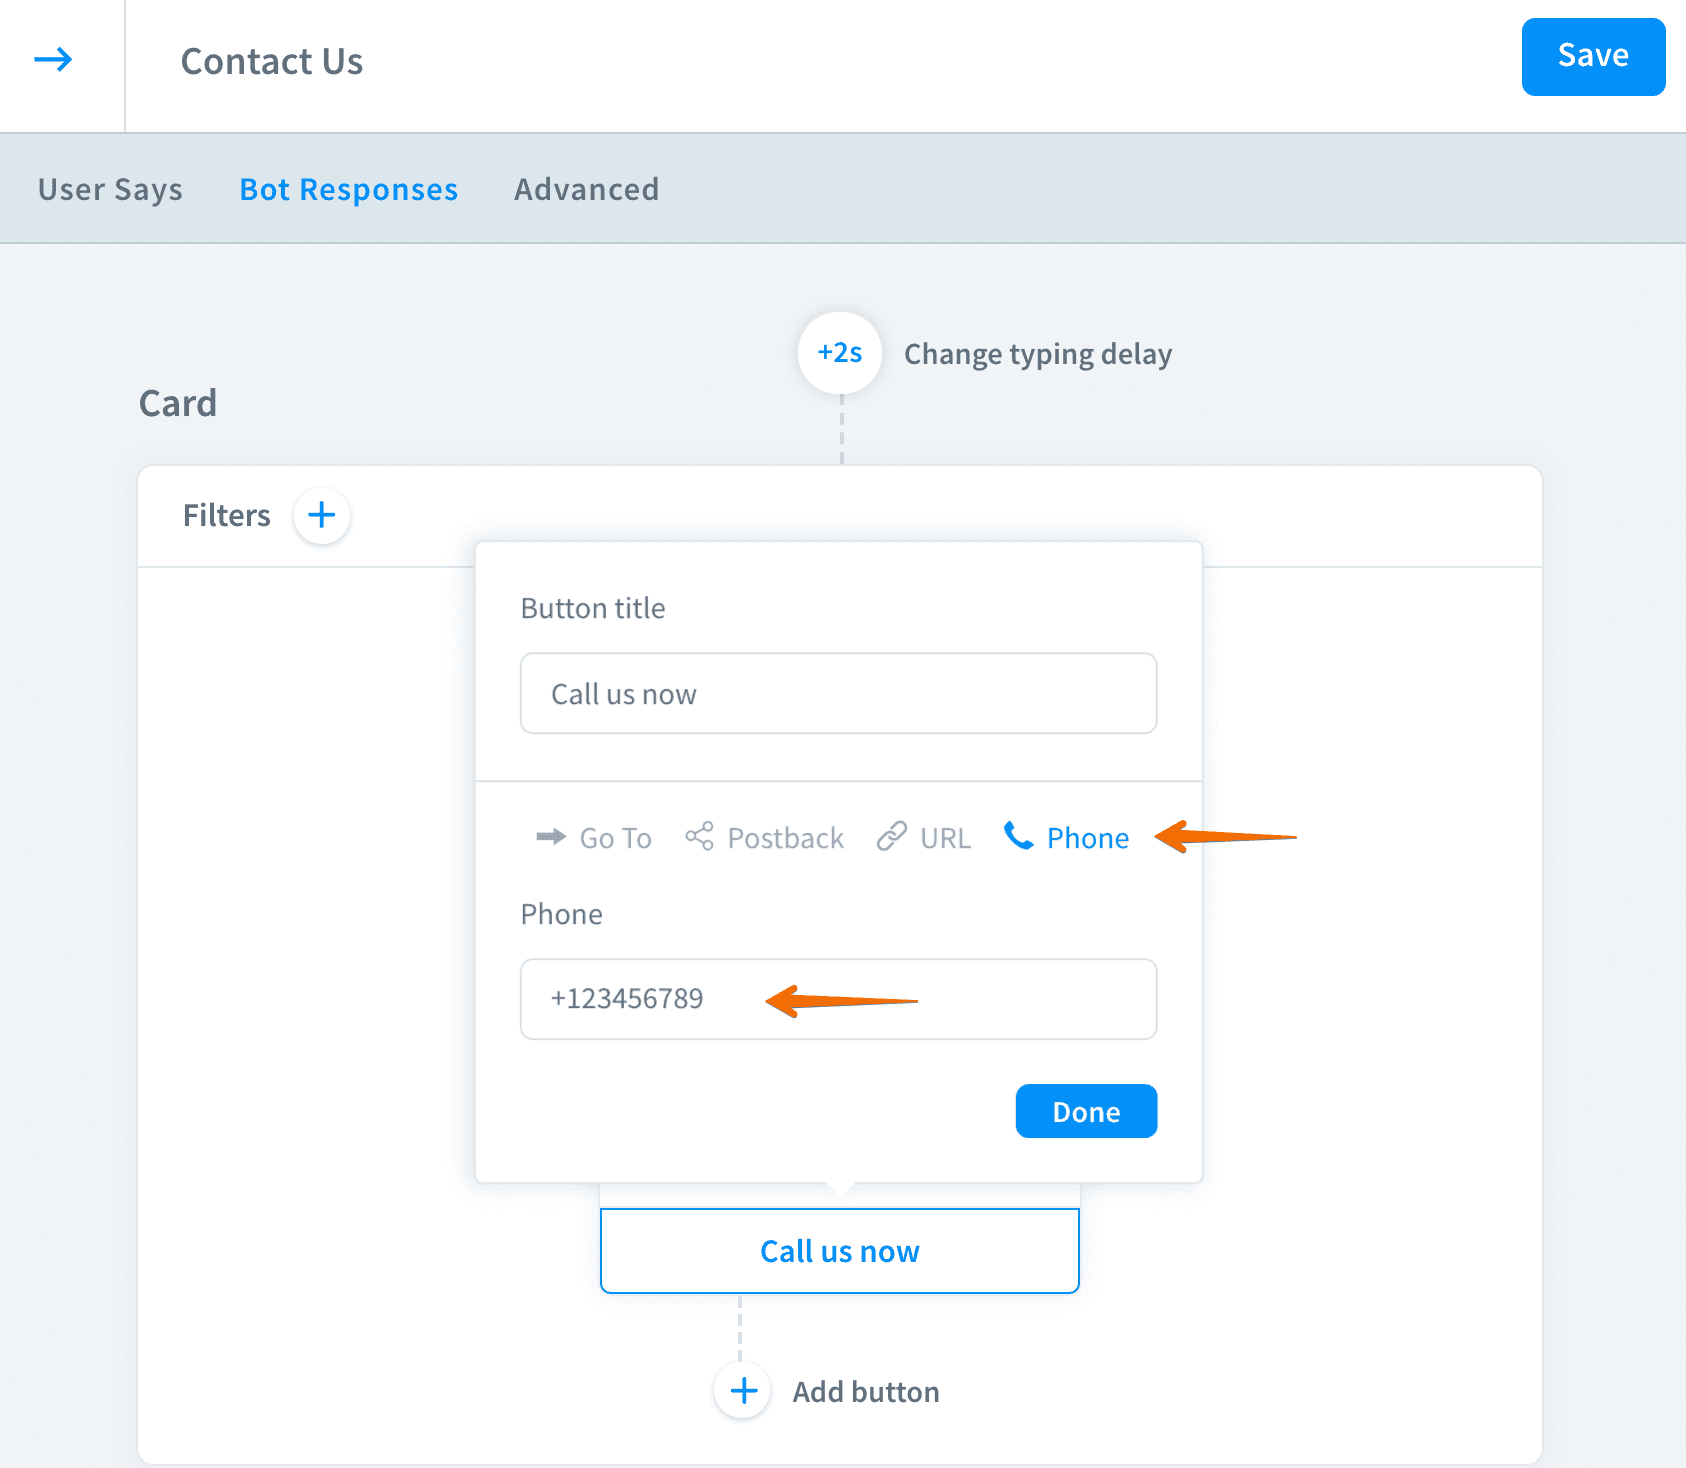 Contact Us
Save
User Says Bot Responses Advanced
+2s Change typing delay
Card
Filters
Button title
Call us now
Go To Postback URL Phone
Phone
+123456789
Done
Call us now
Add button